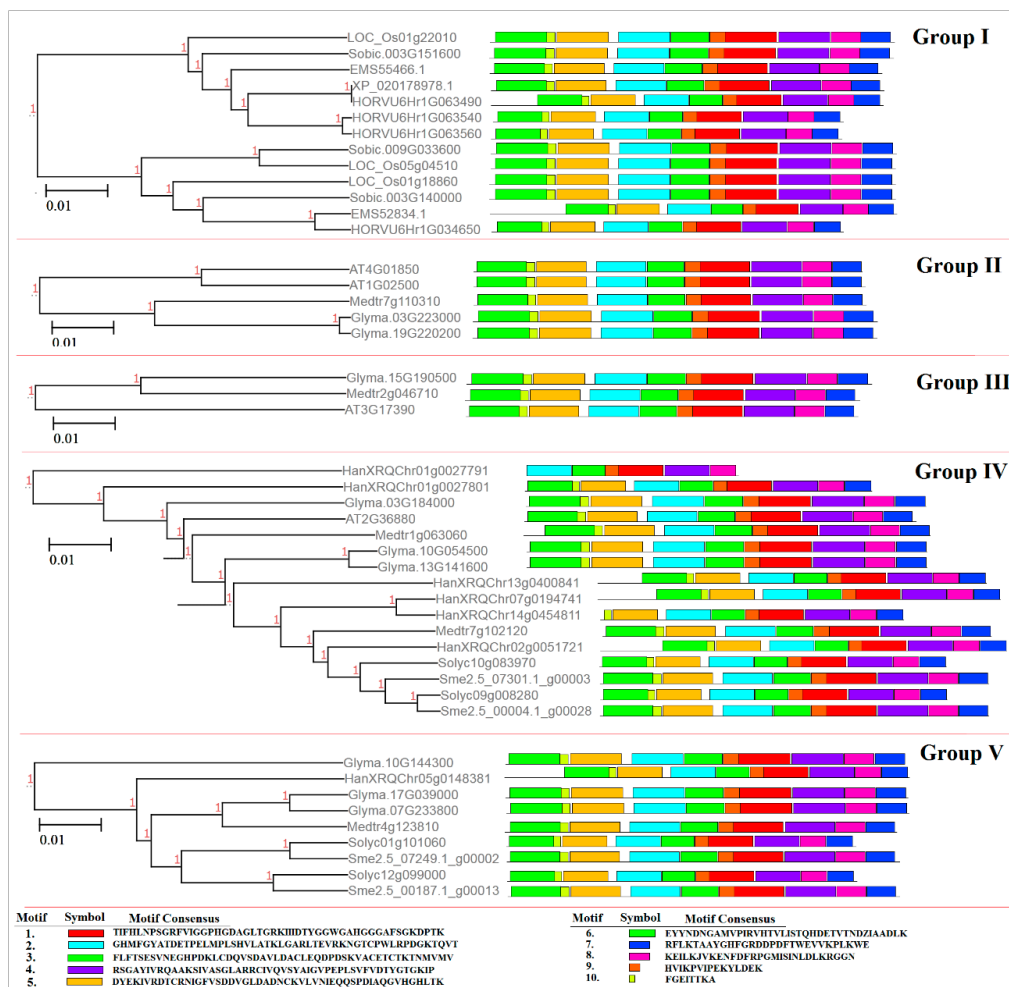 LOC_Os01g22010
Group I
Sobic.003G151600
EMS55466.1
XP_020178978.1
HORVU6Hr1G063490
HORVU6Hr1G063540
HORVU6Hr1G063560
Sobic.009G033600
LOC_Os05g04510
LOC_Os01g18860
Sobic.003G140000
EMS52834.1
HORVU6Hr1G034650
0.01
AT4G01850
Group II
AT1G02500
Medtr7g110310
Glyma.03G223000
Glyma.19G220200
0.01
Glyma.15G190500
Group III
Medtr2g046710
AT3G17390
0.01
HanXRQChr01g0027791
Group IV
HanXRQChr01g0027801
Glyma.03G184000
AT2G36880
Medtr1g063060
Glyma.10G054500
Glyma.13G141600
0.01
HanXRQChr13g0400841
HanXRQChr07g0194741
HanXRQChr14g0454811
Medtr7g102120
HanXRQChr02g0051721
Solyc10g083970
Sme2.5_07301.1_g00003
Solyc09g008280
Sme2.5_00004.1_g00028
Group V
Glyma.10G144300
HanXRQChr05g0148381
Glyma.17G039000
Glyma.07G233800
Medtr4g123810
0.01
Solyc01g101060
Sme2.5_07249.1_g00002
Solyc12g099000
Sme2.5_00187.1_g00013
Motif Symbol Motif Consensus
1. TIFHLNPSGRFVIGGPHGDAGLTGRKIIIDTYGGWGAHGGGAFSGKDPTK
2. GHMFGYATDETPELMPLSHVLATKLGARLTEVRKNGTCPWLRPDGKTQVT
3. FLFTSESVNEGHPDKLCDQVSDAVLDACLEQDPDSKVACETCTKTNMVMV
4. RSGAYIVRQAAKSIVASGLARRCIVQVSYAIGVPEPLSVFVDTYGTGKIP
5. DYEKIVRDTCRNIGFVSDDVGLDADNCKVLVNIEQQSPDIAQGVHGHLTK
Motif Symbol Motif Consensus
6. EYYNDNGAMVPIRVHTVLISTQHDETVTNDZIAADLK
7. RFLKTAAYGHFGRDDPDFTWEVVKPLKWE
8. KEILKJVKENFDFRPGMISINLDLKRGGN
9. HVIKPVIPEKYLDEK
10. FGEITTKA